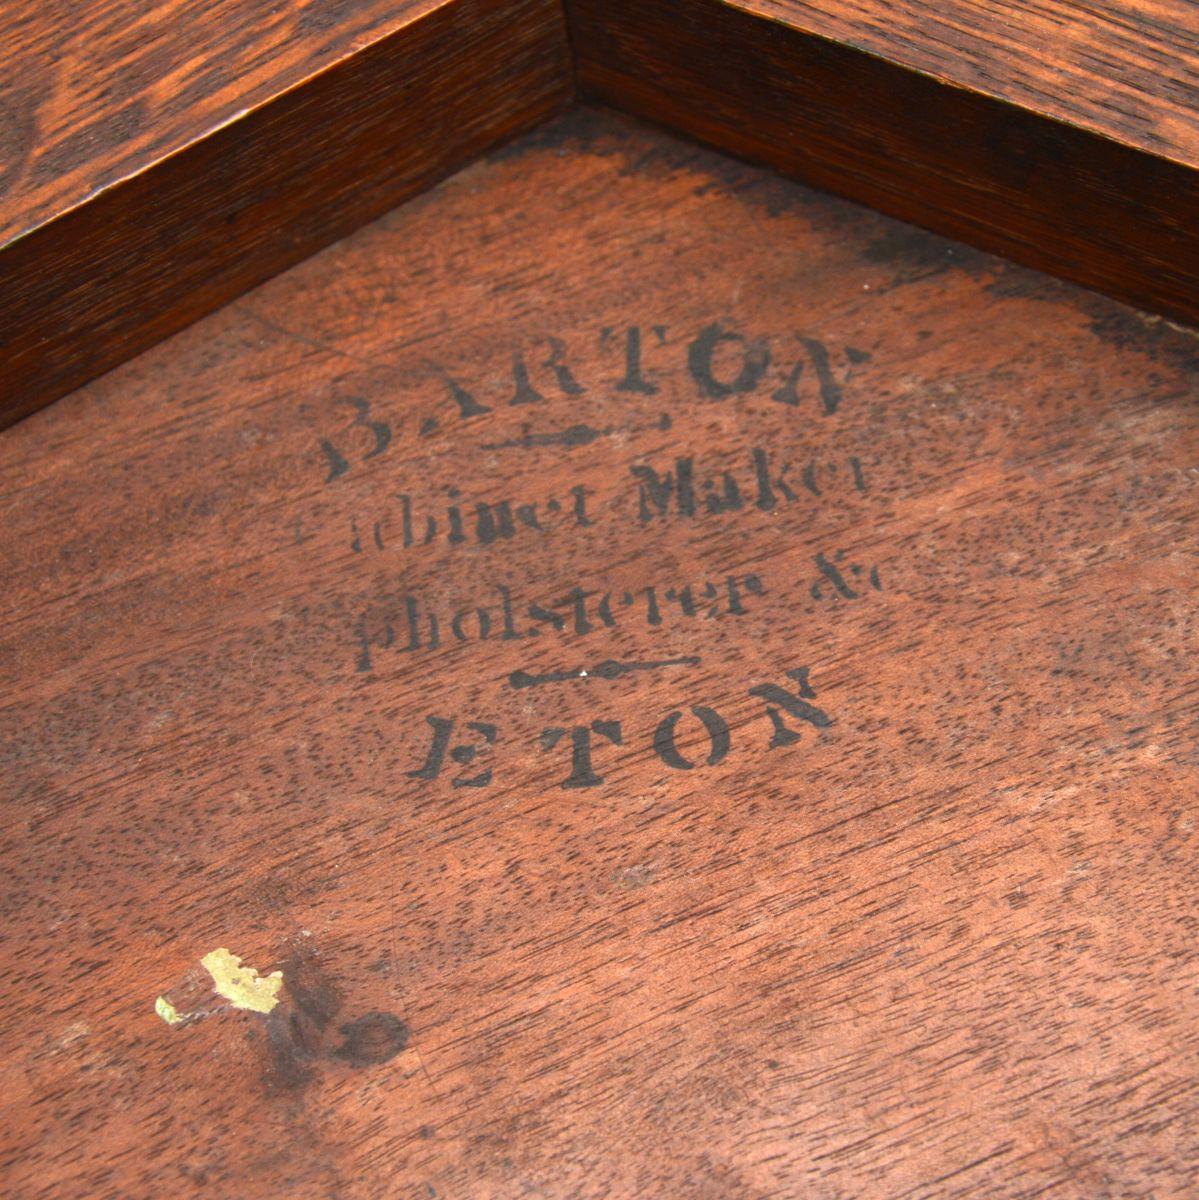 BARTON
Cabinet Maker
Upholsterer &c
ETON